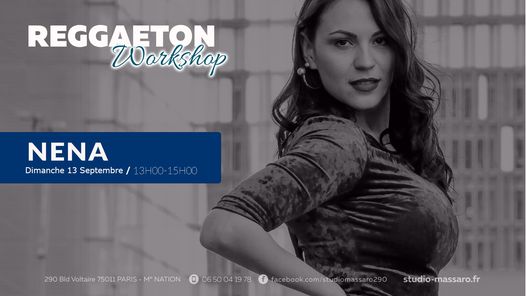 REGGAETON
Workshop
NENA
Dimanche 13 Septembre / 13H00-15H00
290 Bld Voltaire 75011 PARIS - M° NATION 06 50 04 19 78 facebook.com/studiomassaro290 studio-massaro.fr